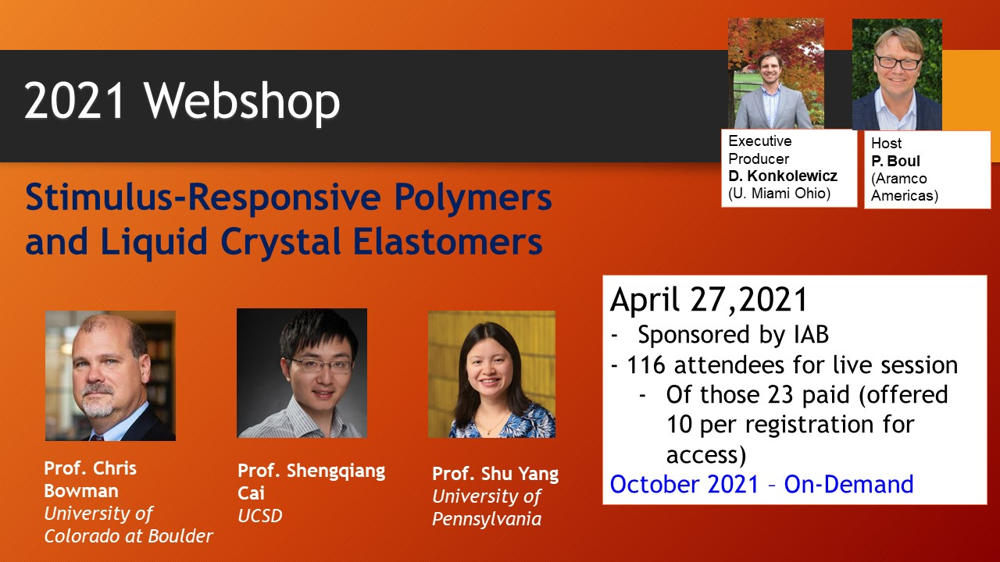 2021 Webshop
Executive
Producer
D. Konkolewicz
(U. Miami Ohio)
Host
P. Boul
(Aramco
Americas)
Stimulus-Responsive Polymers
and Liquid Crystal Elastomers
April 27,2021
- Sponsored by IAB
- 116 attendees for live session
- Of those 23 paid (offered
10 per registration for
access)
October 2021 – On-Demand
Prof. Chris
Bowman
University of
Colorado at Boulder
Prof. Shengqiang
Cai
UCSD
Prof. Shu Yang
University of
Pennsylvania